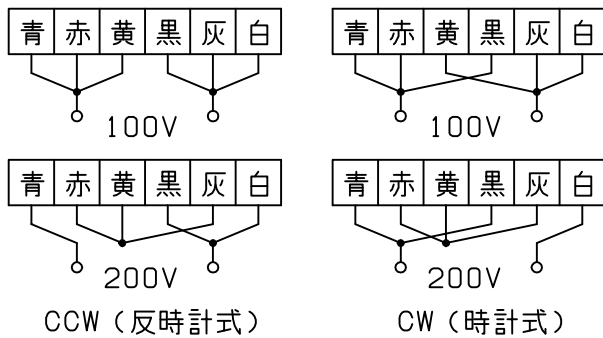 青 赤 黄 黒 灰 白
100V
青 赤 黄 黒 灰 白
100V
青 赤 黄 黒 灰 白
200V
青 赤 黄 黒 灰 白
200V
CCW（反時計式）
CW（時計式）